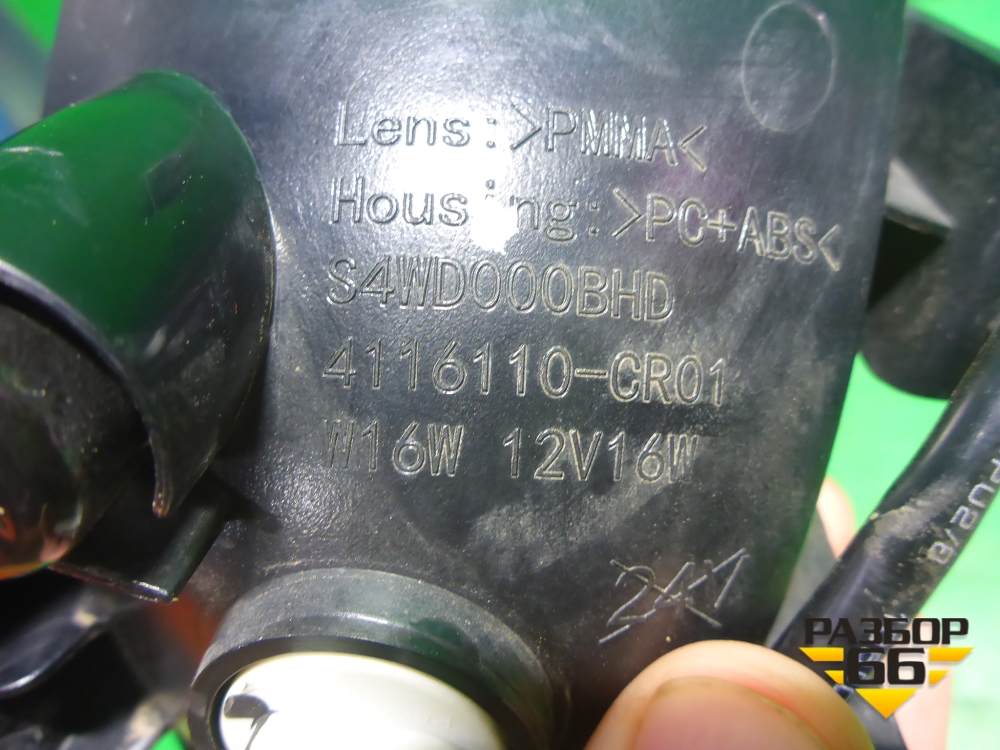 Lens:>PMMA<
Housing:>PC+ABS<
S4WD000BHD
4116110-CR01
W16W 12V16W
РАЗБОР
66